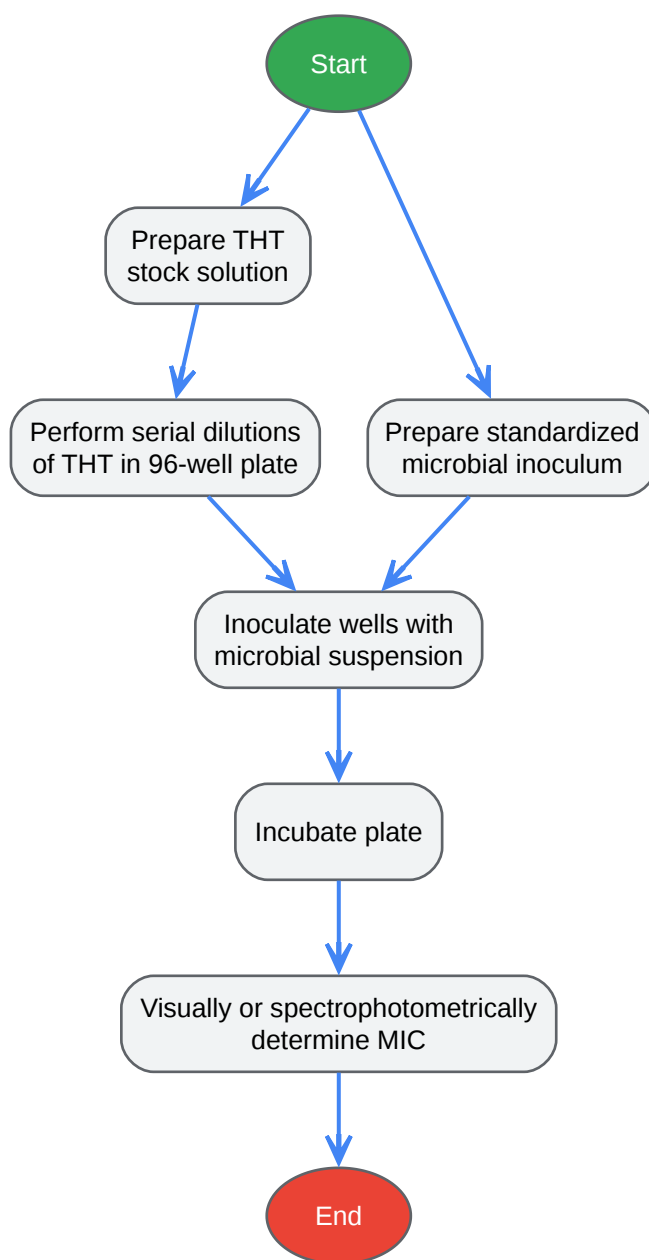 Start
Prepare THT
stock solution
Perform serial dilutions
of THT in 96-well plate
Prepare standardized
microbial inoculum
Inoculate wells with
microbial suspension
Incubate plate
Visually or spectrophotometrically
determine MIC
End